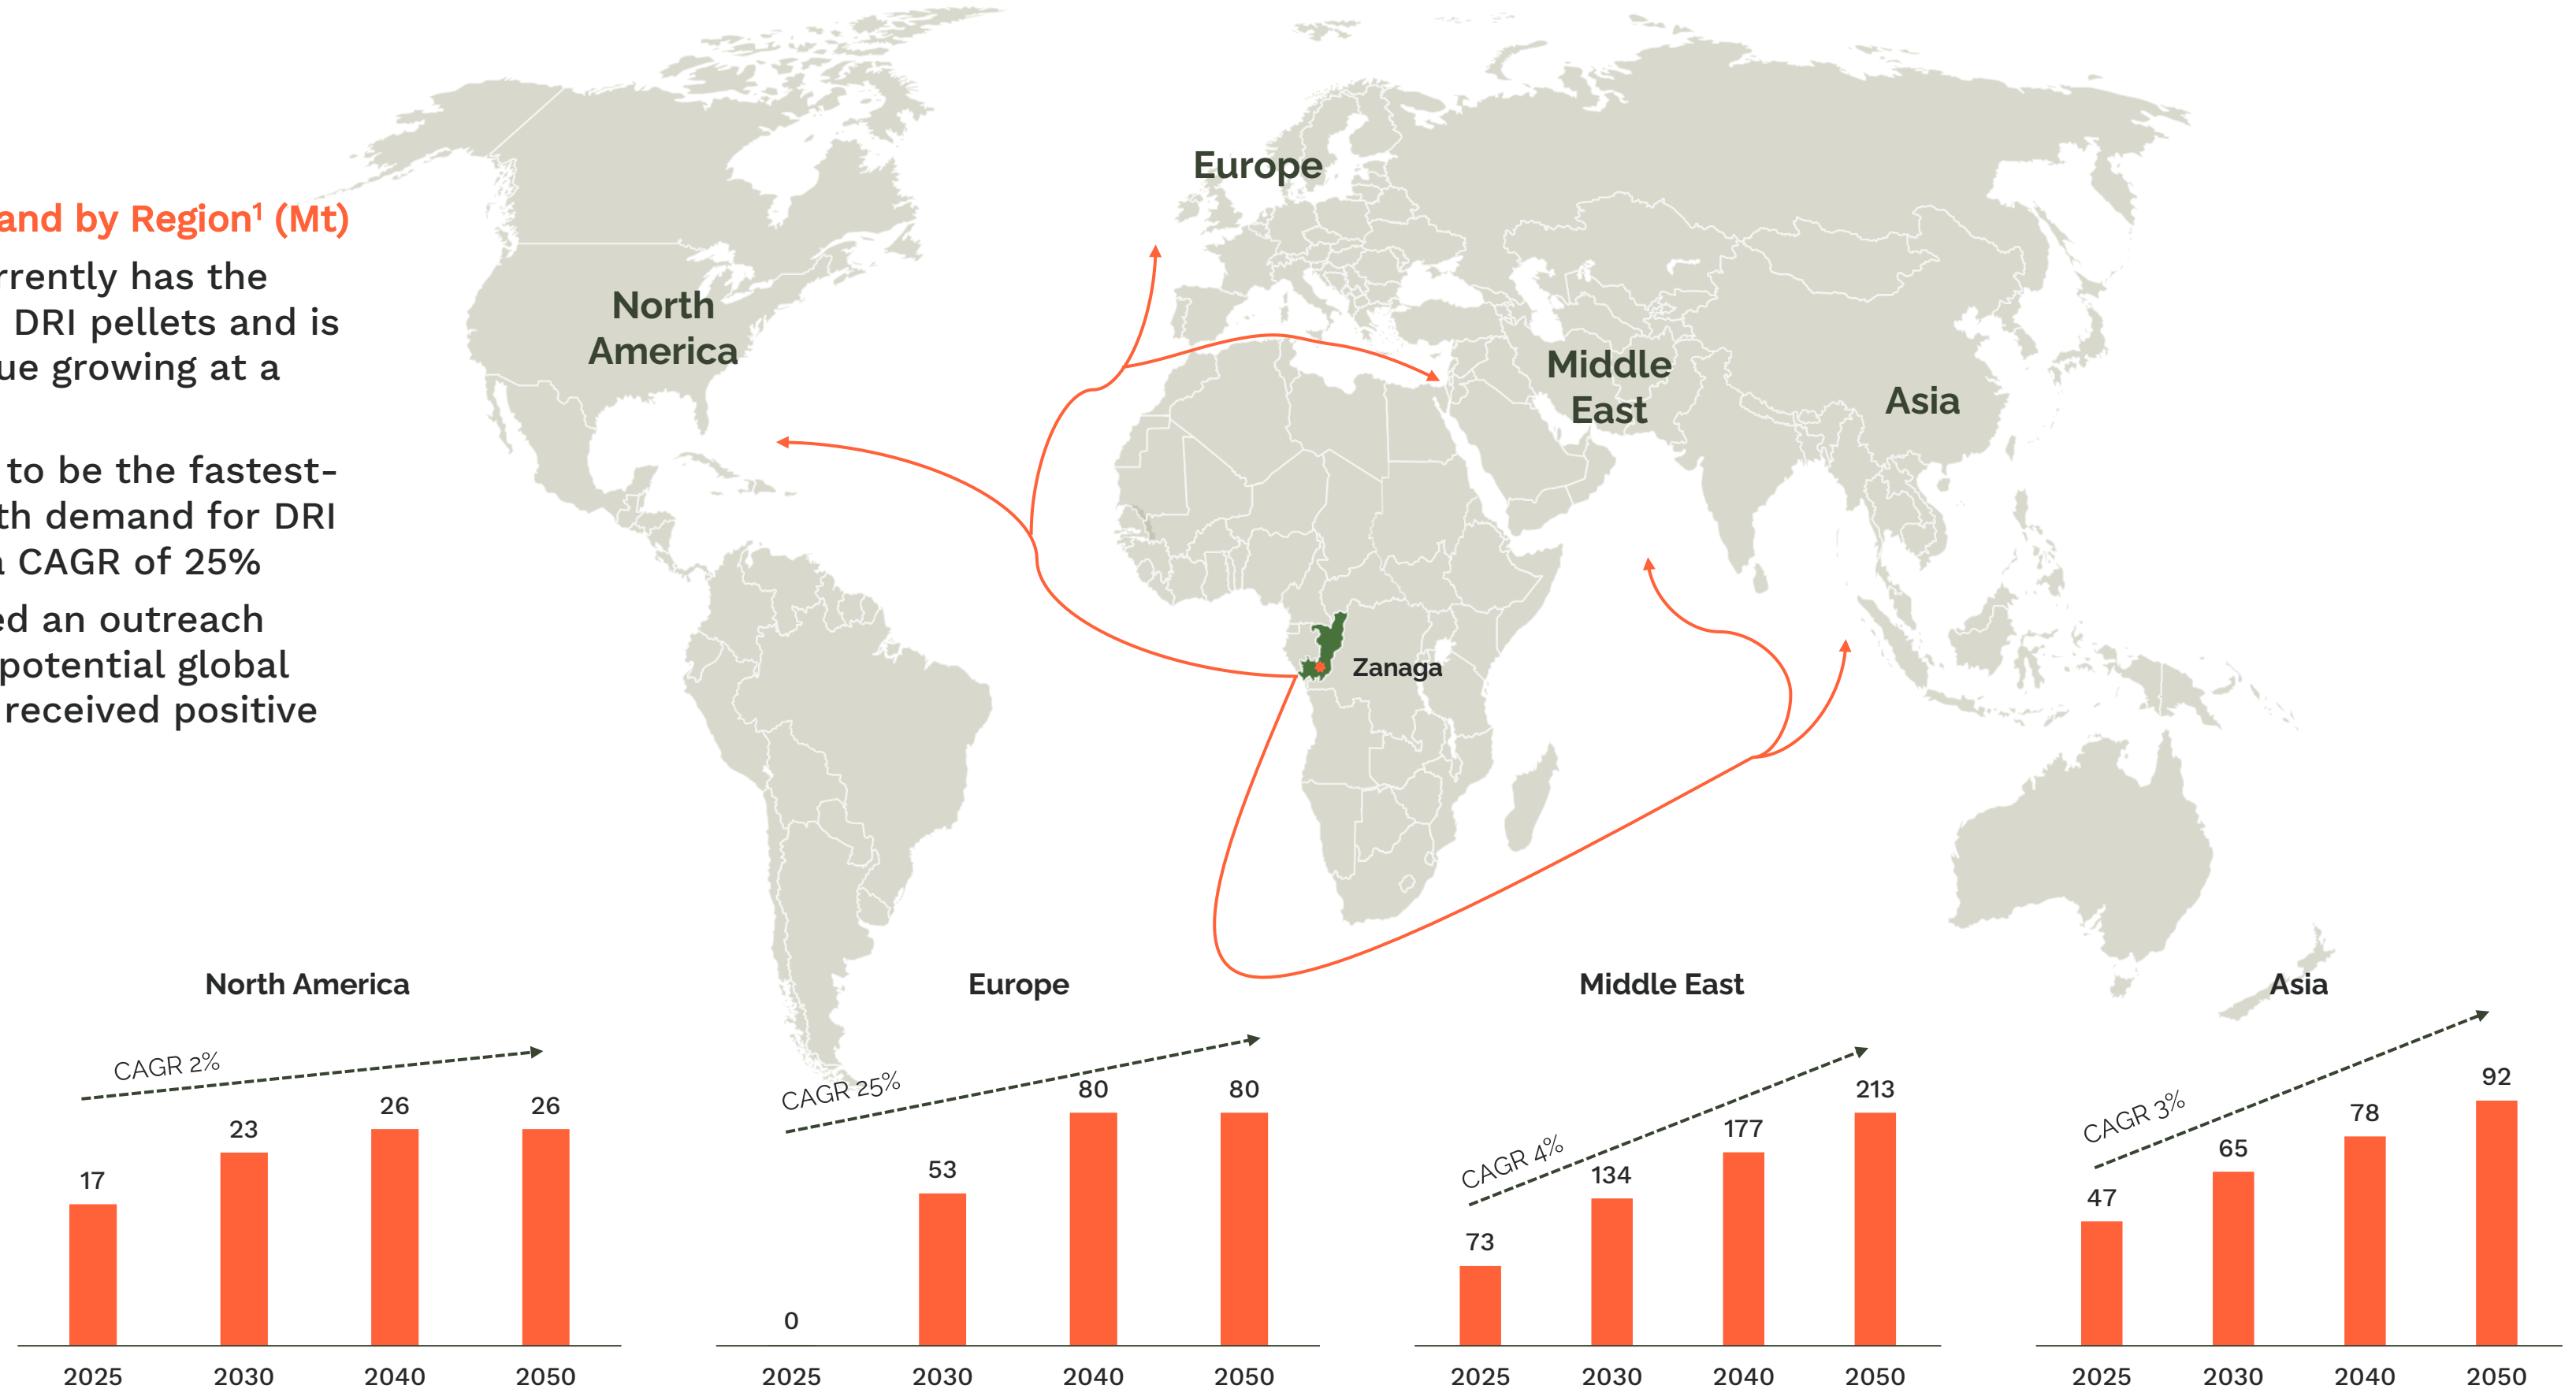 and by Region¹ (Mt)
has the
DRI pellets and is
growing at a
to be the fastest-
demand for DRI
CAGR of 25%
an outreach
potential global
received positive
Europe
North
America
Middle
East
Asia
Zanaga
North America
CAGR 2%
17
23
26
26
2025
2030
2040
2050
Europe
CAGR 25%
0
53
80
80
2025
2030
2040
2050
Middle East
CAGR 4%
73
134
177
213
2025
2030
2040
2050
Asia
CAGR 3%
47
65
78
92
2025
2030
2040
2050